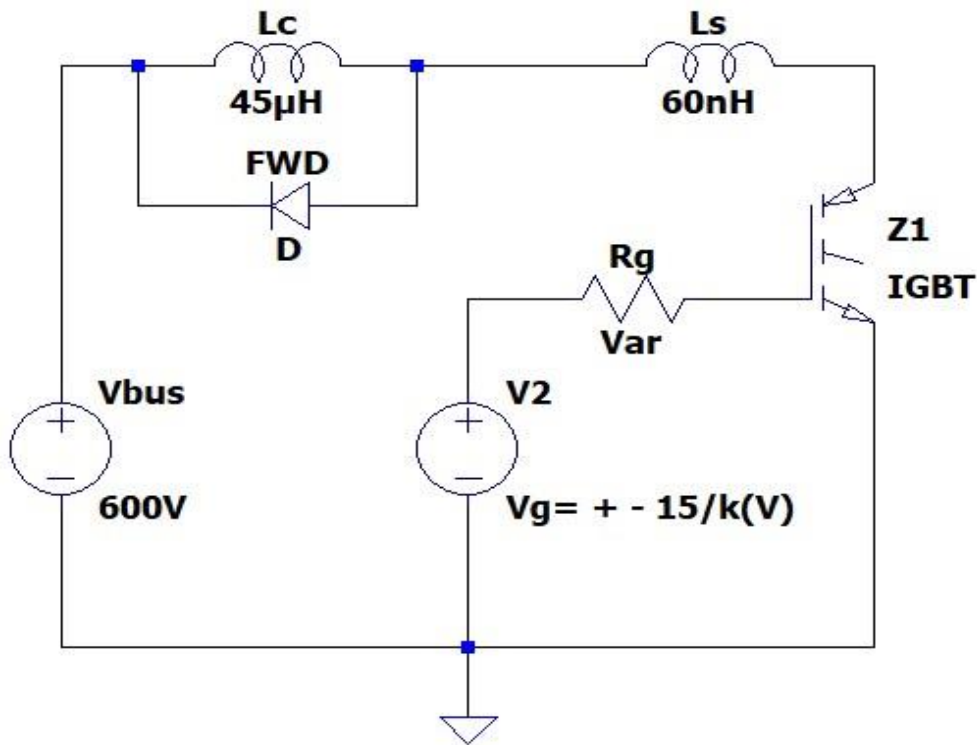 Lc
45µH
Ls
60nH
FWD
D
Z1
IGBT
Rg
Var
Vbus
600V
V2
Vg= + - 15/k(V)